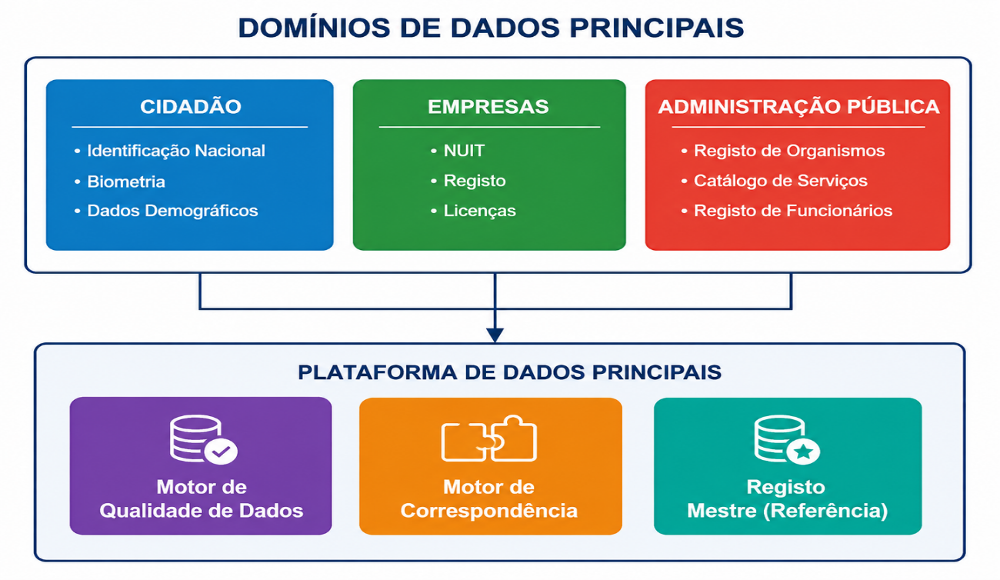 DOMÍNIOS DE DADOS PRINCIPAIS
CIDADÃO
• Identificação Nacional
• Biometria
• Dados Demográficos
EMPRESAS
• NUIT
• Registo
• Licenças
ADMINISTRAÇÃO PÚBLICA
• Registo de Organismos
• Catálogo de Serviços
• Registo de Funcionários
PLATAFORMA DE DADOS PRINCIPAIS
Motor de
Qualidade de Dados
Motor de
Correspondência
Registo
Mestre (Referência)